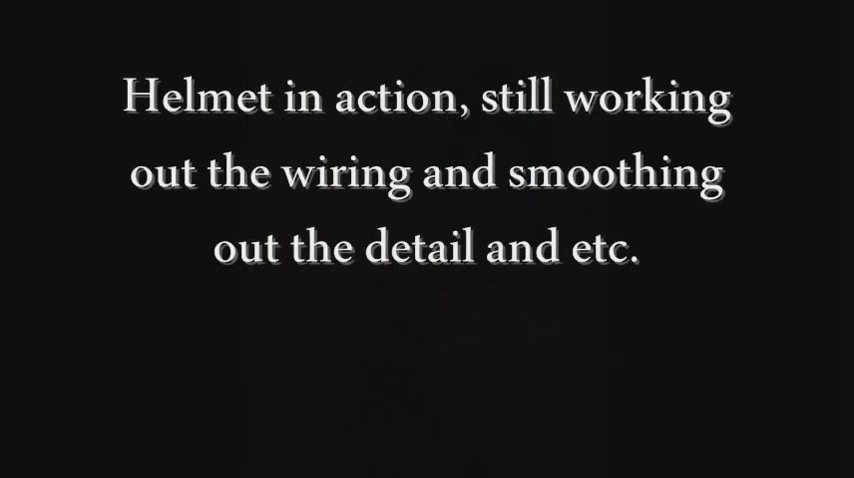 Helmet in action, still working
out the wiring and smoothing
out the detail and etc.